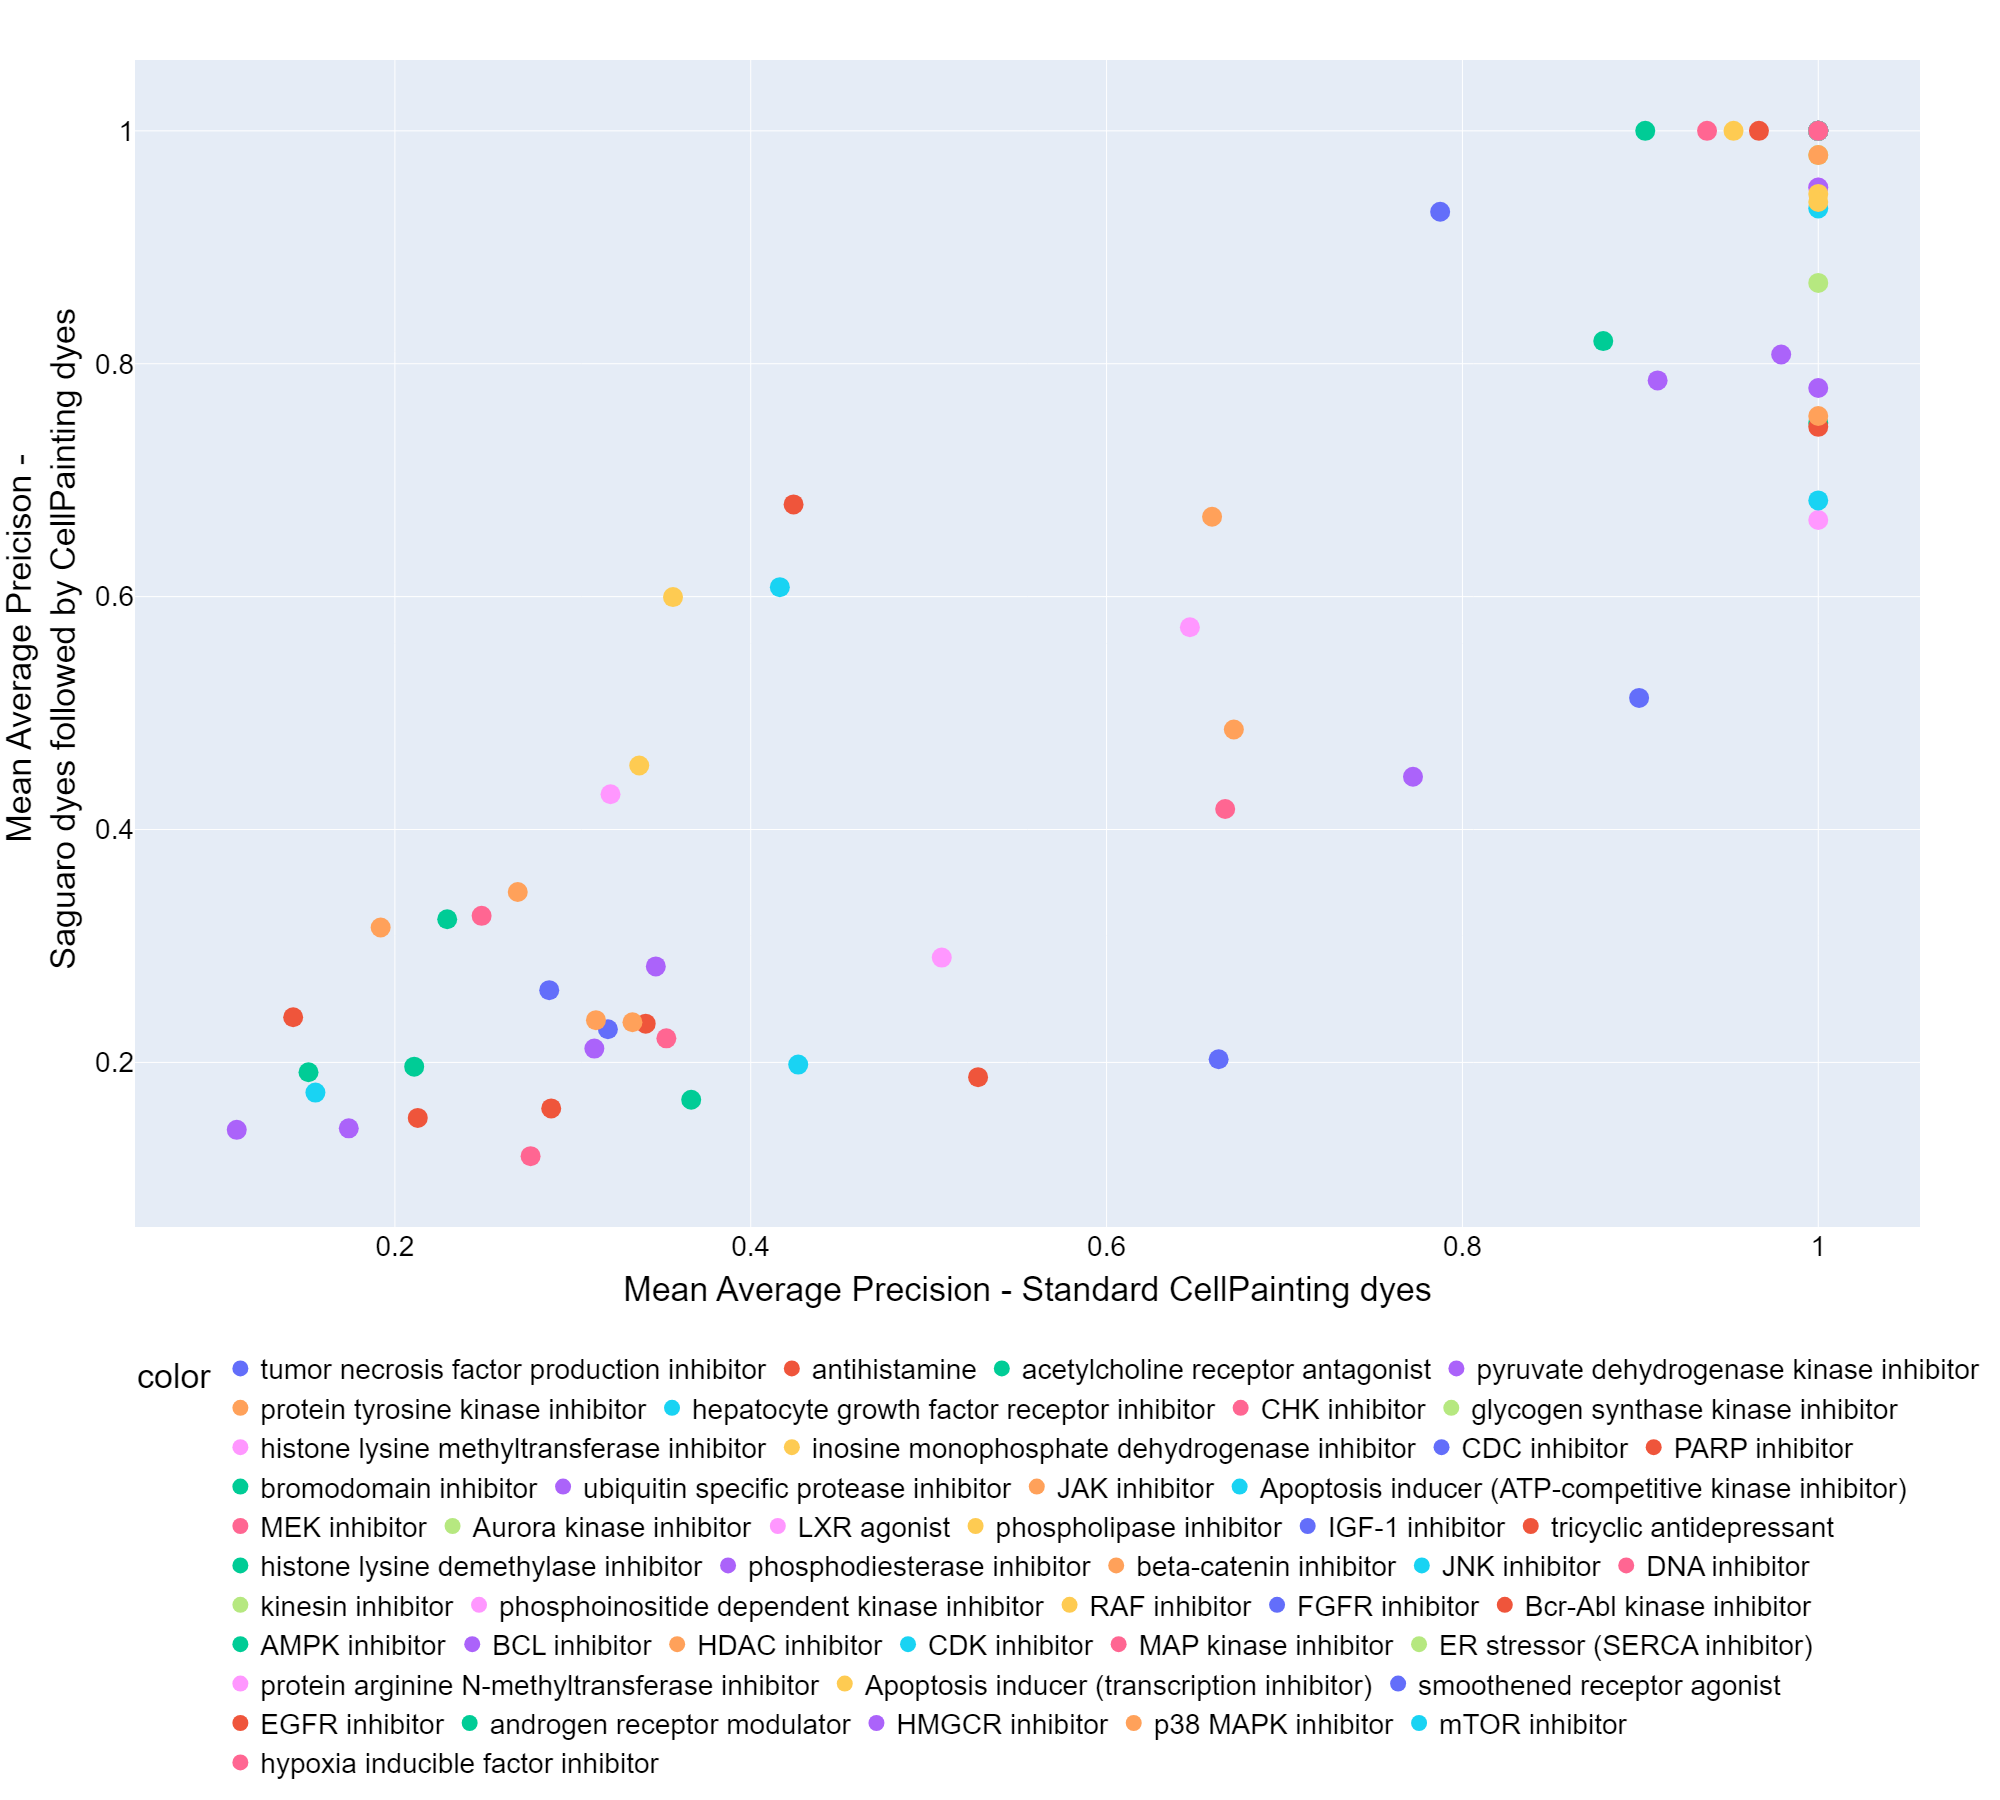 Mean Average Preicison -
Saguaro dyes followed by CellPainting dyes
1
0.8
0.6
0.4
0.2
0.2 0.4 0.6 0.8 1
Mean Average Precision - Standard CellPainting dyes
color tumor necrosis factor production inhibitor antihistamine acetylcholine receptor antagonist pyruvate dehydrogenase kinase inhibitor
protein tyrosine kinase inhibitor hepatocyte growth factor receptor inhibitor CHK inhibitor glycogen synthase kinase inhibitor
histone lysine methyltransferase inhibitor inosine monophosphate dehydrogenase inhibitor CDC inhibitor PARP inhibitor
bromodomain inhibitor ubiquitin specific protease inhibitor JAK inhibitor Apoptosis inducer (ATP-competitive kinase inhibitor)
MEK inhibitor Aurora kinase inhibitor LXR agonist phospholipase inhibitor IGF-1 inhibitor tricyclic antidepressant
histone lysine demethylase inhibitor phosphodiesterase inhibitor beta-catenin inhibitor JNK inhibitor DNA inhibitor
kinesin inhibitor phosphoinositide dependent kinase inhibitor RAF inhibitor FGFR inhibitor Bcr-Abl kinase inhibitor
AMPK inhibitor BCL inhibitor HDAC inhibitor CDK inhibitor MAP kinase inhibitor ER stressor (SERCA inhibitor)
protein arginine N-methyltransferase inhibitor Apoptosis inducer (transcription inhibitor) smoothened receptor agonist
EGFR inhibitor androgen receptor modulator HMGCR inhibitor p38 MAPK inhibitor mTOR inhibitor
hypoxia inducible factor inhibitor